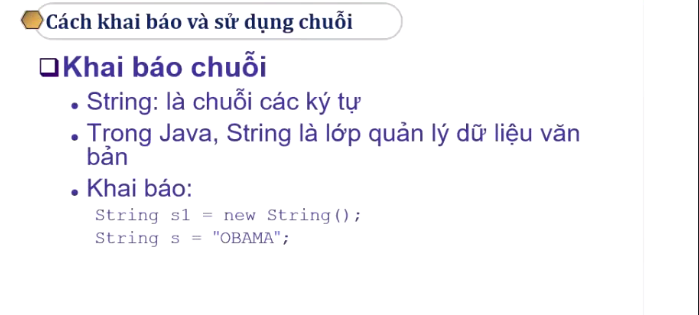 Cách khai báo và sử dụng chuỗi
Khai báo chuỗi
String: là chuỗi các ký tự
Trong Java, String là lớp quản lý dữ liệu văn
bản
Khai báo:
String s1 = new String();
String s = "OBAMA";